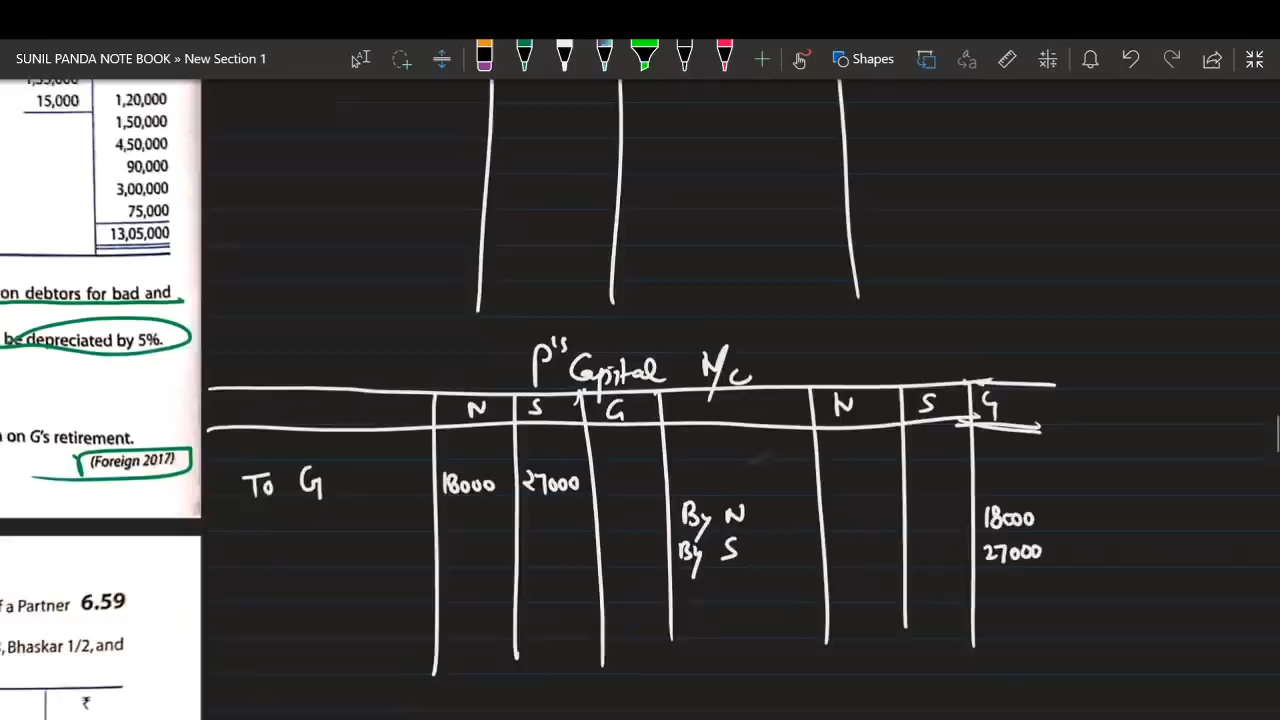 SUNIL PANDA NOTE BOOK » New Section 1
Shapes
15,000 1,20,000
1,50,000
4,50,000
90,000
3,00,000
75,000
13,05,000
on debtors for bad and
be depreciated by 5%.
on G's retirement.
(Foreign 2017)
of a Partner 6.59
, Bhaskar 1/2, and
₹
P's Capital A/c
N S G N S G
To G 18000 27000
By N 18000
By S 27000